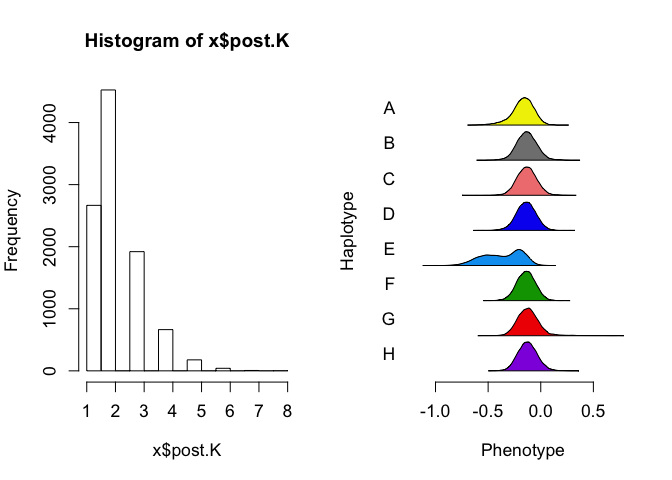 Histogram of x$post.K
Frequency
0
1000
2000
3000
4000
1 2 3 4 5 6 7 8
x$post.K
Haplotype
A
B
C
D
E
F
G
H
-1.0 -0.5 0.0 0.5
Phenotype